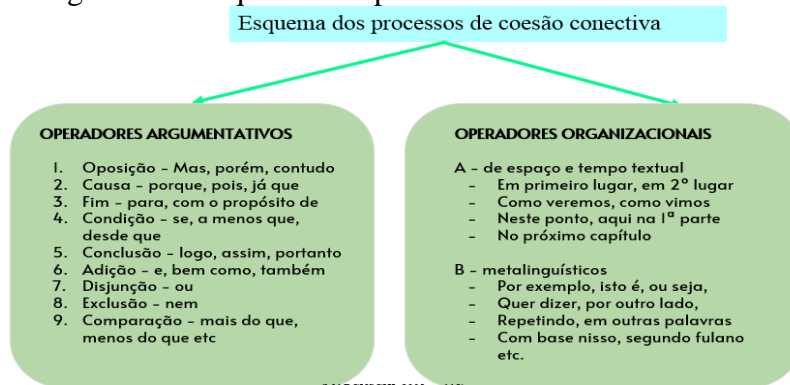 Esquema dos processos de coesão conectiva
OPERADORES ARGUMENTATIVOS
1. Oposição - Mas, porém, contudo
2. Causa - porque, pois, já que
3. Fim - para, com o propósito de
4. Condição - se, a menos que,
desde que
5. Conclusão - logo, assim, portanto
6. Adição - e, bem como, também
7. Disjunção - ou
8. Exclusão - nem
9. Comparação - mais do que,
menos do que etc
OPERADORES ORGANIZACIONAIS
A - de espaço e tempo textual
- Em primeiro lugar, em 2º lugar
- Como veremos, como vimos
- Neste ponto, aqui na 1ª parte
- No próximo capítulo
B - metalinguísticos
- Por exemplo, isto é, ou seja,
- Quer dizer, por outro lado,
- Repetindo, em outras palavras
- Com base nisso, segundo fulano
etc.